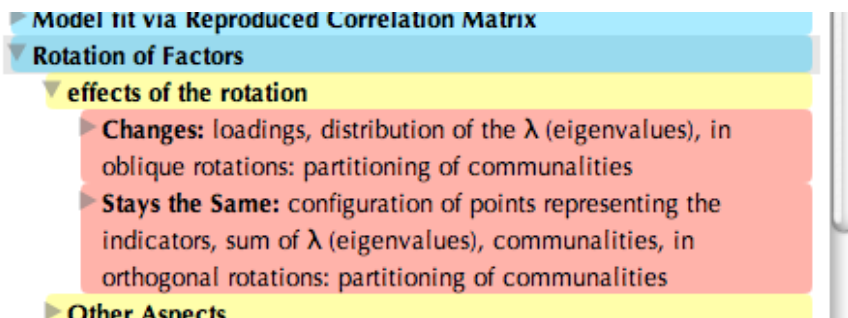 Model fit via Reproduced Correlation Matrix
Rotation of Factors
effects of the rotation
Changes: loadings, distribution of the λ (eigenvalues), in
oblique rotations: partitioning of communalities
Stays the Same: configuration of points representing the
indicators, sum of λ (eigenvalues), communalities, in
orthogonal rotations: partitioning of communalities
Other Aspects